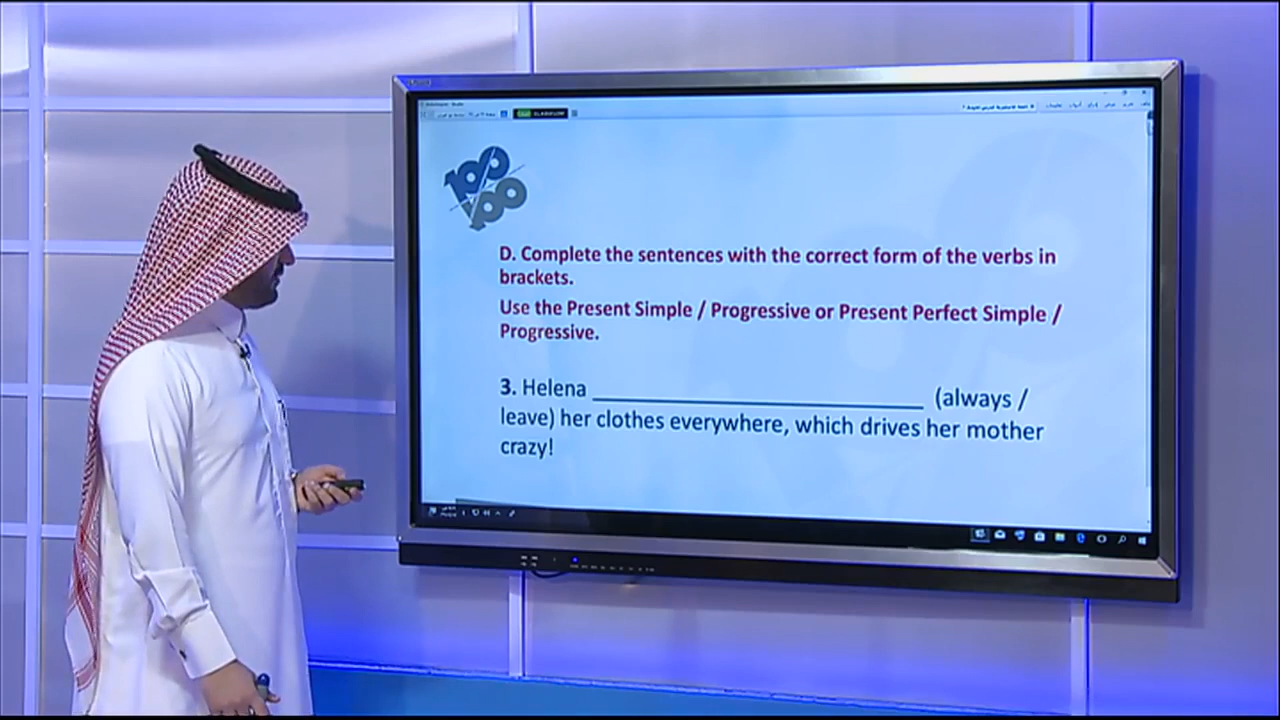 100
100
D. Complete the sentences with the correct form of the verbs in
brackets.
Use the Present Simple / Progressive or Present Perfect Simple /
Progressive.
3. Helena ______________________________ (always /
leave) her clothes everywhere, which drives her mother
crazy!